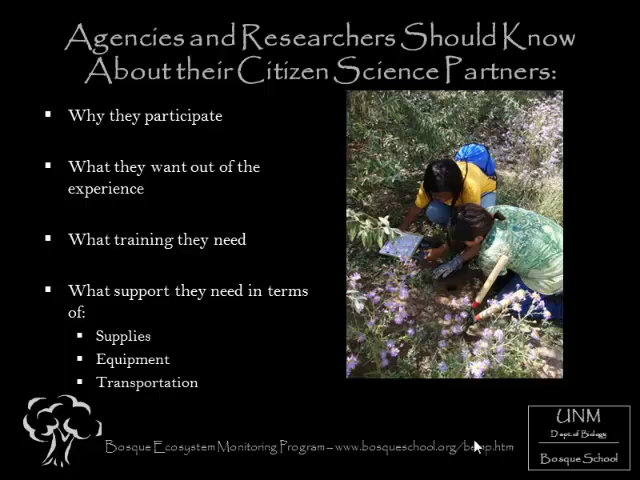 Agencies and Researchers Should Know
About their Citizen Science Partners:
▪ Why they participate
▪ What they want out of the
experience
▪ What training they need
▪ What support they need in terms
of:
▪ Supplies
▪ Equipment
▪ Transportation
Bosque Ecosystem Monitoring Program – www.bosqueschool.org/bemp.htm
UNM
Dept. of Biology
Bosque School